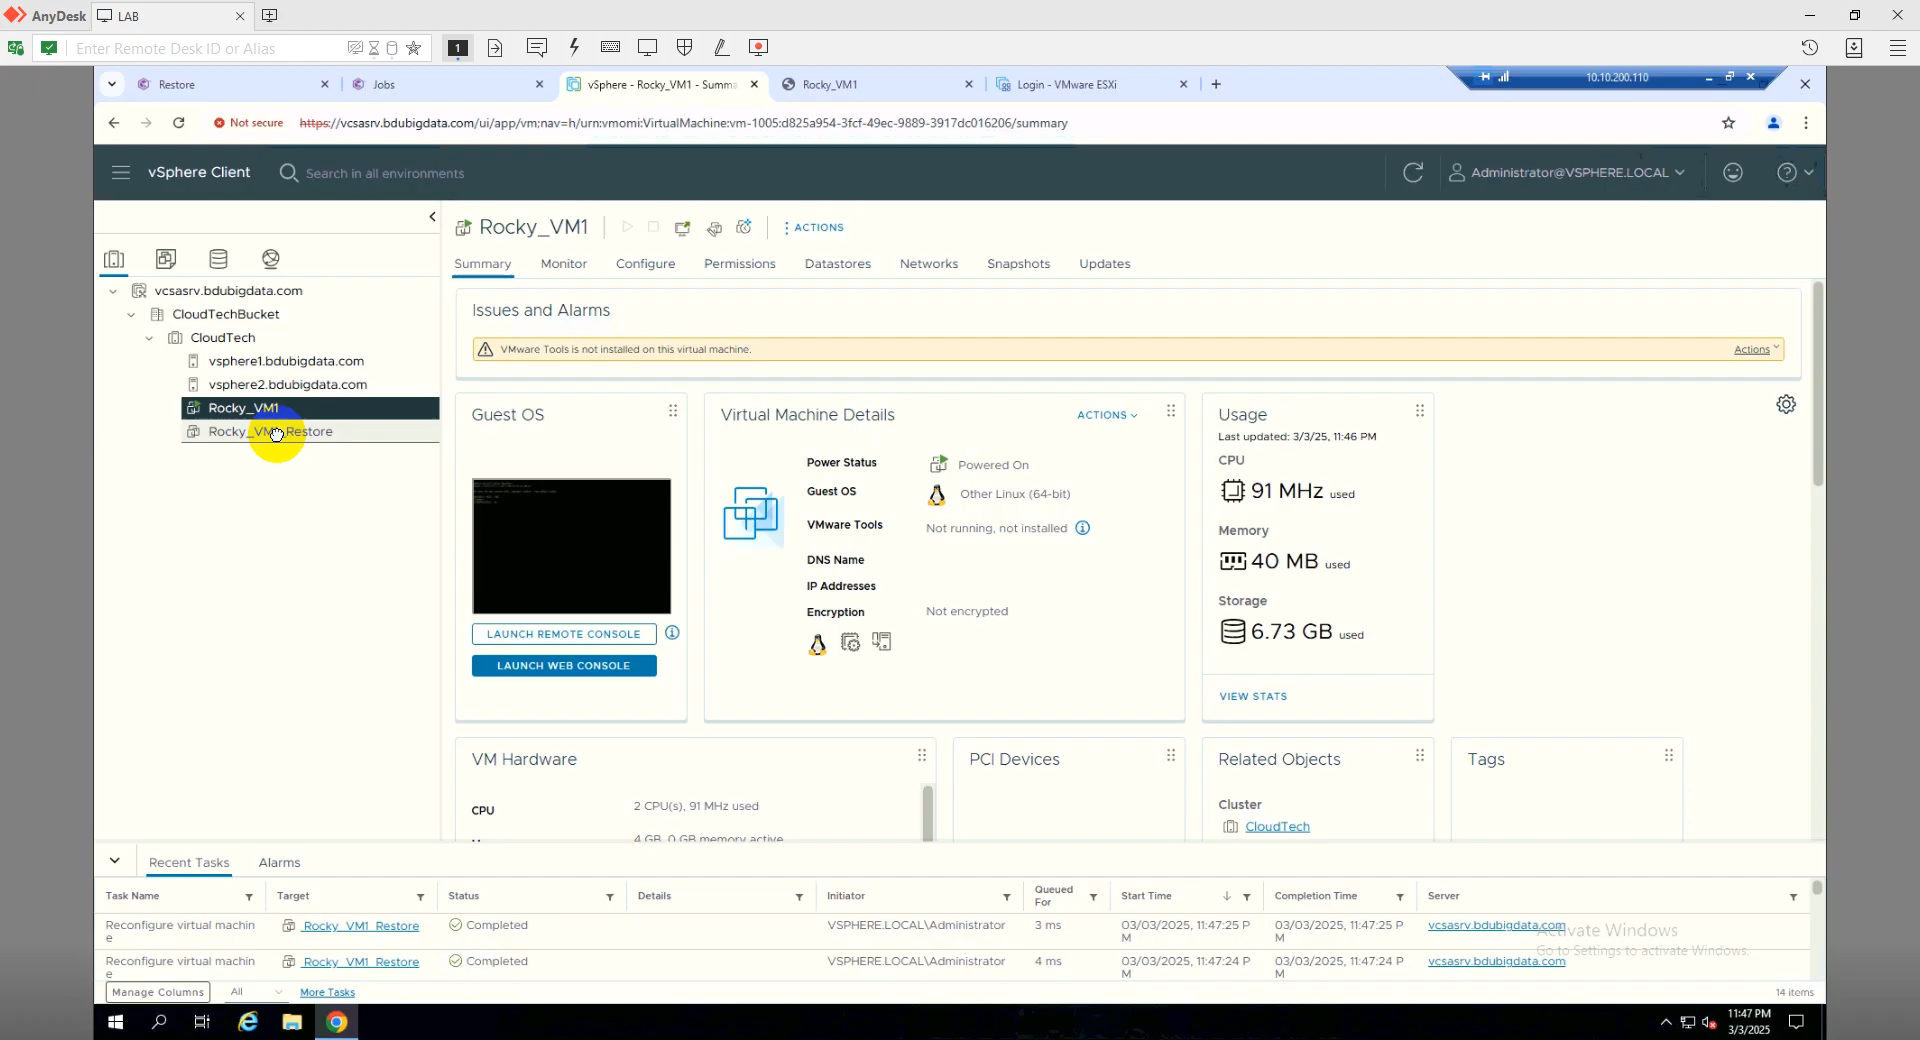 AnyDesk
LAB
Enter Remote Desk ID or Alias
1
Restore
Jobs
vSphere - Rocky_VM1 - Summa
Rocky_VM1
Login - VMware ESXi
10.10.200.110
Not secure
https://vcsasrv.bdubigdata.com/ui/app/vm;nav=h/urn:vmomi:VirtualMachine:vm-1005:d825a954-3fcf-49ec-9889-3917dc016206/summary
vSphere Client
Search in all environments
Administrator@VSPHERE.LOCAL
Rocky_VM1
ACTIONS
Summary
Monitor
Configure
Permissions
Datastores
Networks
Snapshots
Updates
vcsasrv.bdubigdata.com
CloudTechBucket
CloudTech
vsphere1.bdubigdata.com
vsphere2.bdubigdata.com
Rocky_VM1
Rocky_VM1_Restore
Issues and Alarms
VMware Tools is not installed on this virtual machine.
Actions
Guest OS
LAUNCH REMOTE CONSOLE
LAUNCH WEB CONSOLE
Virtual Machine Details
ACTIONS
Power Status
Powered On
Guest OS
Other Linux (64-bit)
VMware Tools
Not running, not installed
DNS Name
IP Addresses
Encryption
Not encrypted
Usage
Last updated: 3/3/25, 11:46 PM
CPU
91 MHz used
Memory
40 MB used
Storage
6.73 GB used
VIEW STATS
VM Hardware
CPU
2 CPU(s), 91 MHz used
4 GB, 0 GB memory active
PCI Devices
Related Objects
Cluster
CloudTech
Tags
Recent Tasks
Alarms
Task Name
Target
Status
Details
Initiator
Queued For
Start Time
Completion Time
Server
Reconfigure virtual machine
Rocky_VM1_Restore
Completed
VSPHERE.LOCAL\Administrator
3 ms
03/03/2025, 11:47:25 PM
03/03/2025, 11:47:25 PM
vcsasrv.bdubigdata.com
Reconfigure virtual machine
Rocky_VM1_Restore
Completed
VSPHERE.LOCAL\Administrator
4 ms
03/03/2025, 11:47:24 PM
03/03/2025, 11:47:24 PM
vcsasrv.bdubigdata.com
Activate Windows
Go to Settings to activate Windows.
Manage Columns
All
More Tasks
14 items
11:47 PM
3/3/2025